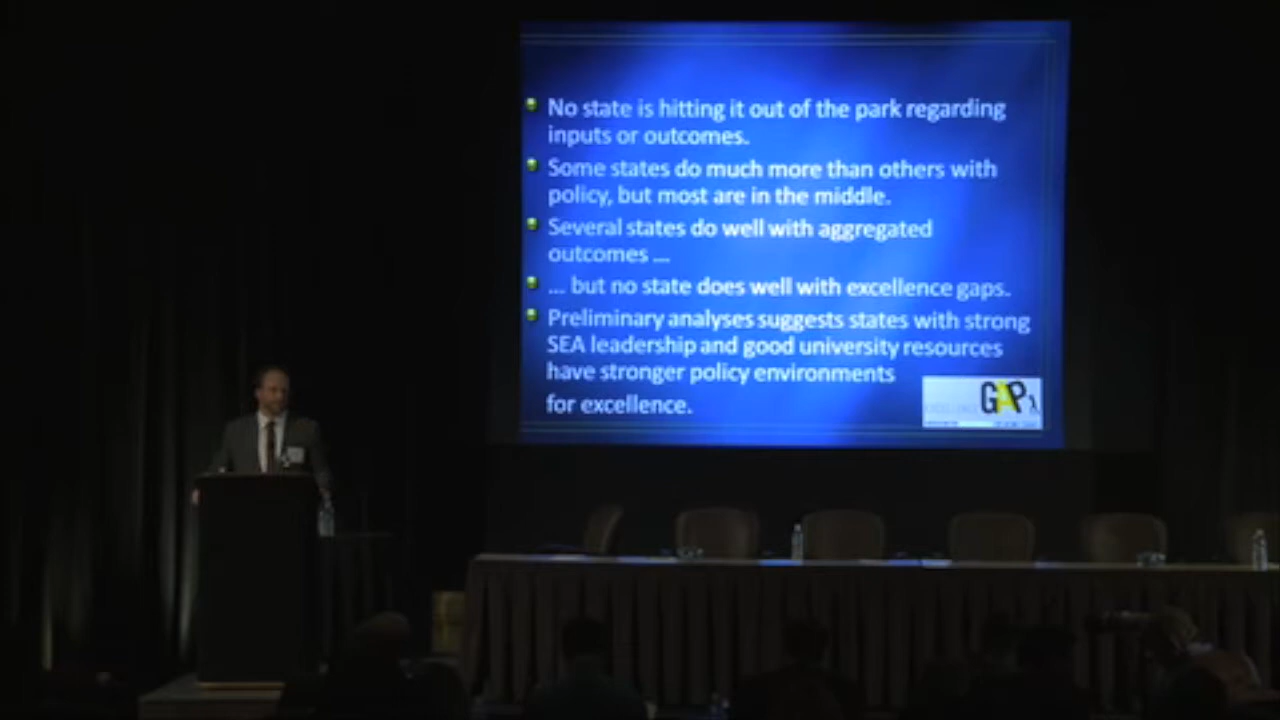 No state is hitting it out of the park regarding
inputs or outcomes.
Some states do much more than others with
policy, but most are in the middle.
Several states do well with aggregated
outcomes ...
... but no state does well with excellence gaps.
Preliminary analyses suggests states with strong
SEA leadership and good university resources
have stronger policy environments
for excellence.
GAP